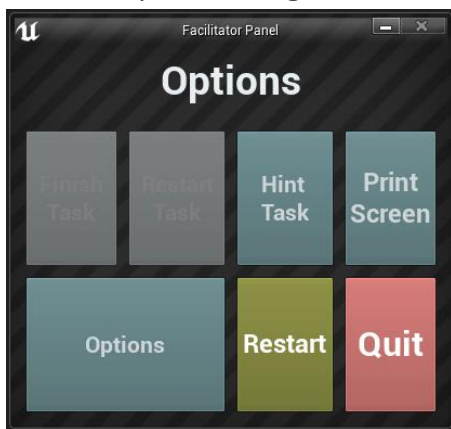 Facilitator Panel
Options
Finish Task
Restart Task
Hint Task
Print Screen
Options
Restart
Quit